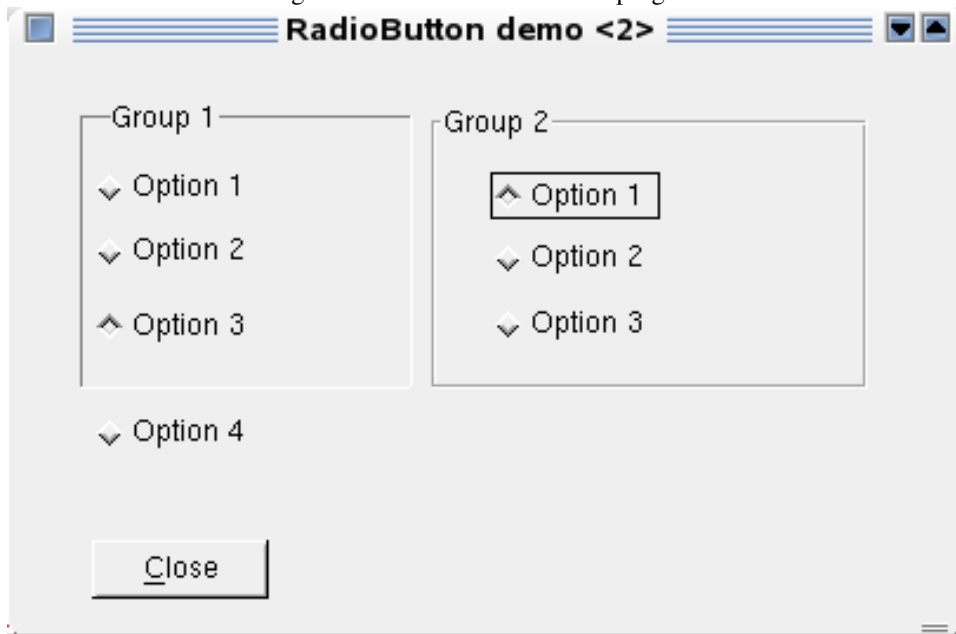 RadioButton demo <2>
Group 1
Option 1
Option 2
Option 3
Option 4
Group 2
Option 1
Option 2
Option 3
Close